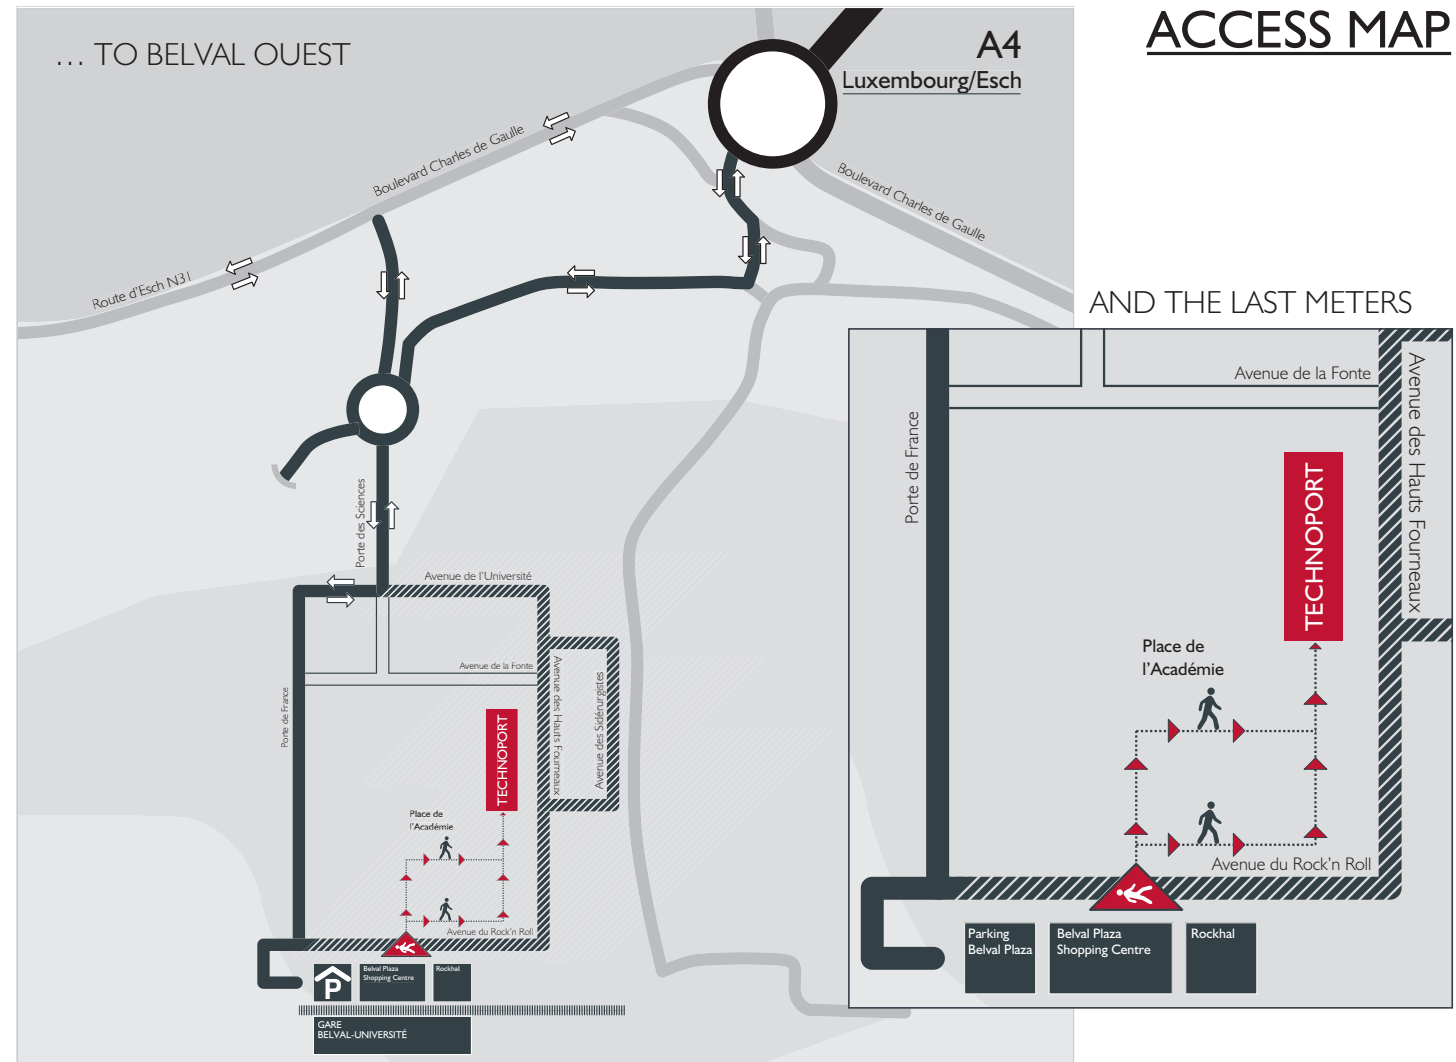 ACCESS MAP
... TO BELVAL OUEST
A4
Luxembourg/Esch
Boulevard Charles de Gaulle
Boulevard Charles de Gaulle
Route d'Esch N31
Porte des Sciences
Avenue de l'Université
Avenue de la Fonte
Porte de France
Avenue des Hauts Fourneaux
Avenue des Sidérurgistes
TECHNOPORT
Place de
l'Académie
Avenue du Rock'n Roll
P
Belval Plaza
Shopping Centre
Rockhal
GARE
BELVAL-UNIVERSITÉ
AND THE LAST METERS
Avenue de la Fonte
Avenue des Hauts Fourneaux
Porte de France
TECHNOPORT
Place de
l'Académie
Avenue du Rock'n Roll
Parking
Belval Plaza
Belval Plaza
Shopping Centre
Rockhal